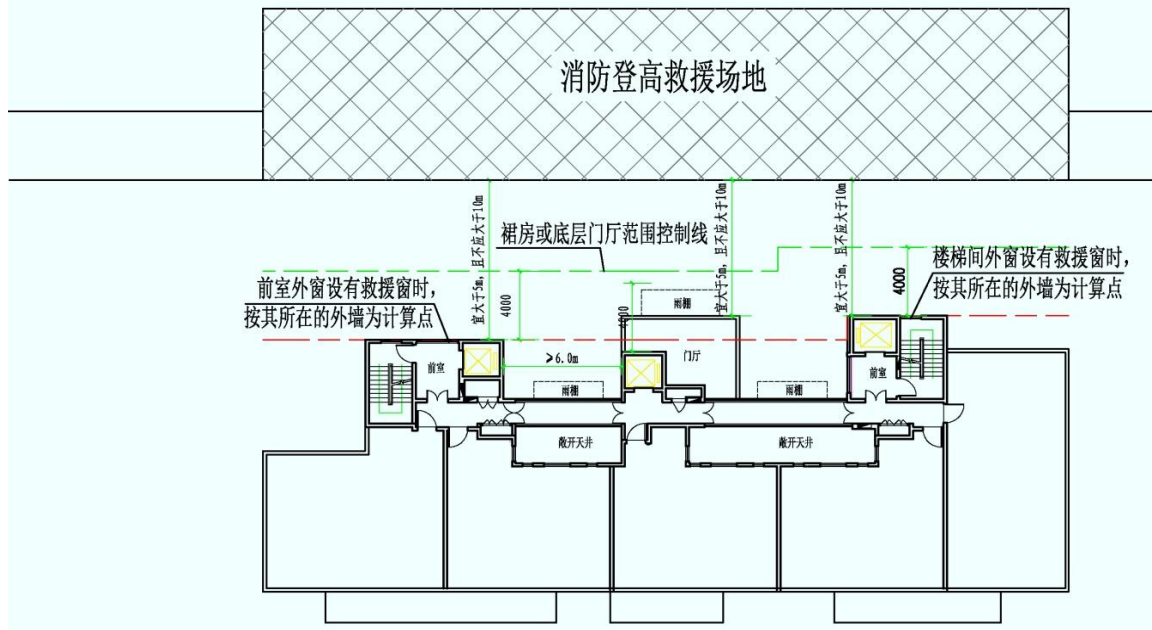 消防登高救援场地
宜大于5m，且不应大于10m
宜大于5m，且不应大于10m
宜大于5m，且不应大于10m
裙房或底层门厅范围控制线
楼梯间外窗设有救援窗时，
按其所在的外墙为计算点
4000
前室外窗设有救援窗时，
按其所在的外墙为计算点
4000
雨棚
≥6.0m
门厅
前室
前室
雨棚
雨棚
敞开天井
敞开天井